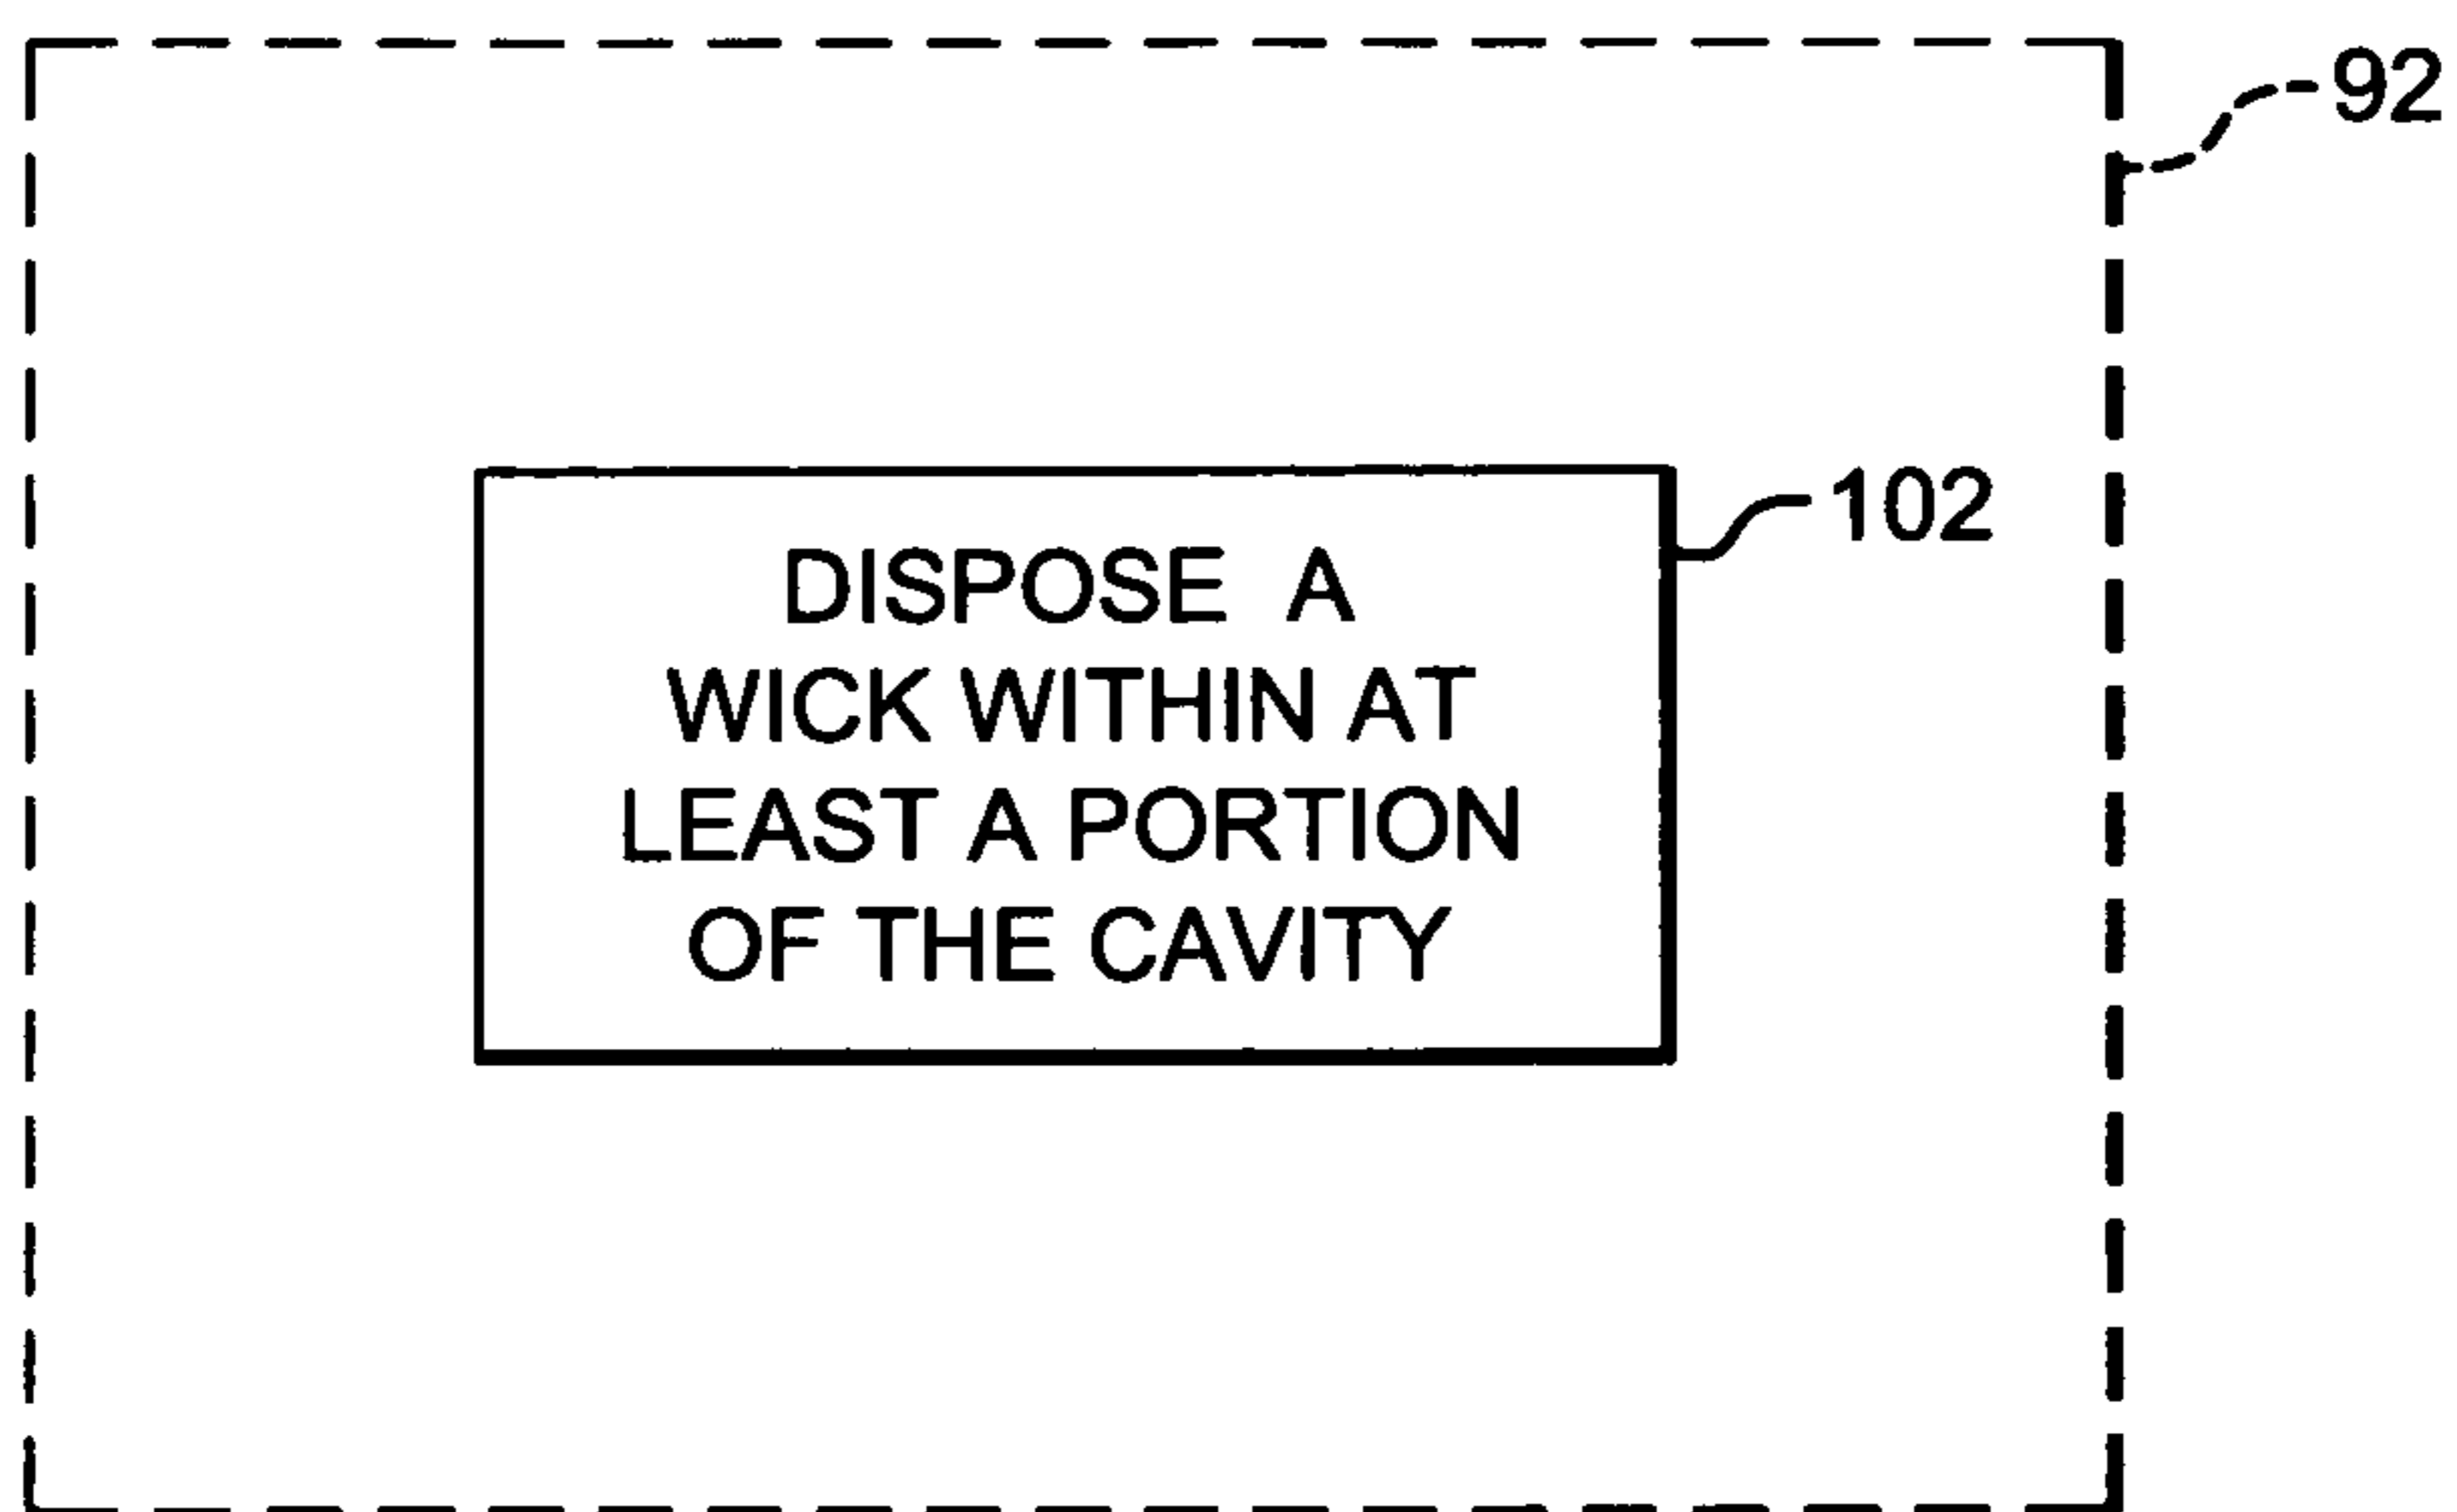 92
102
DISPOSE A
WICK WITHIN AT
LEAST A PORTION
OF THE CAVITY